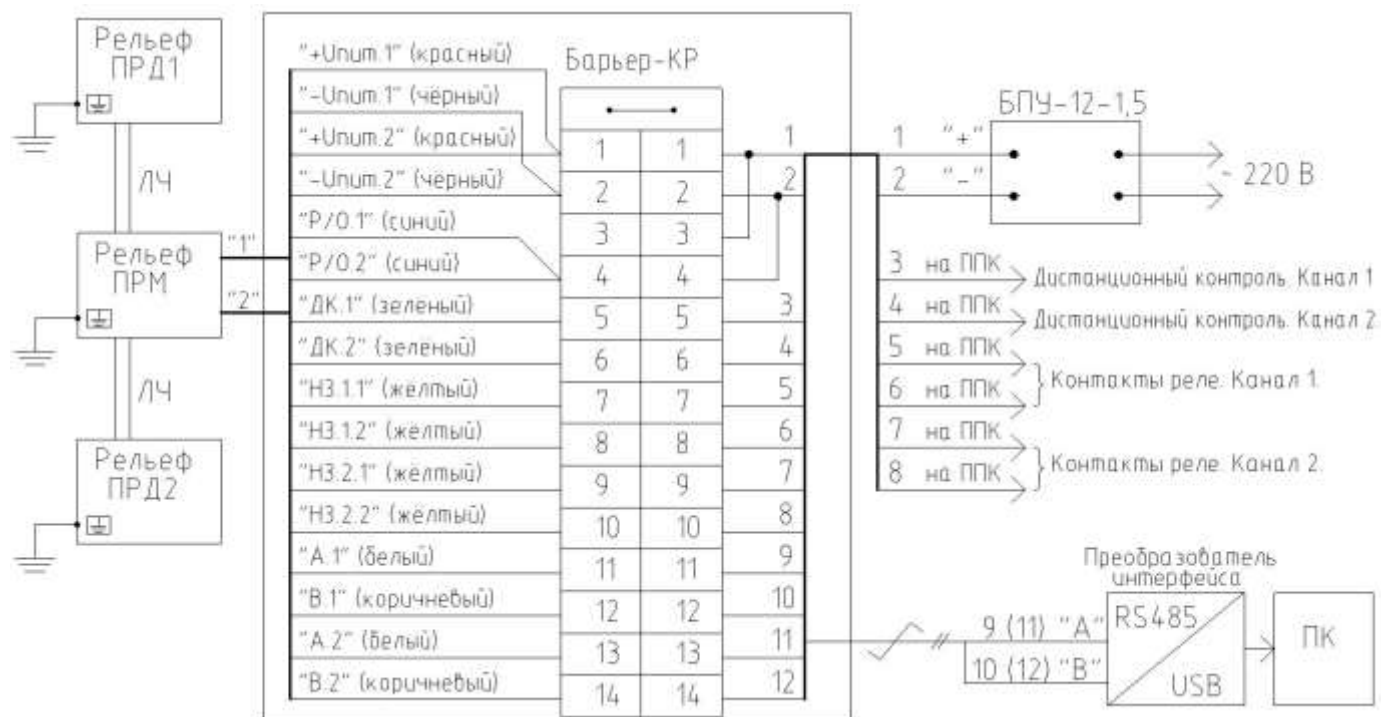 Рельеф
ПРД1
ЛЧ
Рельеф
ПРМ
ЛЧ
Рельеф
ПРД2
"1"
"2"
"+Uпит.1" (красный)
"-Uпит.1" (чёрный)
"+Uпит.2" (красный)
"-Uпит.2" (чёрный)
"Р/О.1" (синий)
"Р/О.2" (синий)
"ДК.1" (зеленый)
"ДК.2" (зеленый)
"НЗ.1.1" (жёлтый)
"НЗ.1.2" (жёлтый)
"НЗ.2.1" (жёлтый)
"НЗ.2.2" (жёлтый)
"А.1" (белый)
"В.1" (коричневый)
"А.2" (белый)
"В.2" (коричневый)
Барьер-КР
1 1
2 2
3 3
4 4
5 5
6 6
7 7
8 8
9 9
10 10
11 11
12 12
13 13
14 14
1
2
3
4
5
6
7
8
9
10
11
12
БПУ-12-1,5
1 "+"
2 "-"
~ 220 В
3 на ППК Дистанционный контроль. Канал 1
4 на ППК Дистанционный контроль. Канал 2
5 на ППК
6 на ППК
Контакты реле. Канал 1.
7 на ППК
8 на ППК
Контакты реле. Канал 2.
Преобразователь
интерфейса
9 (11) "А"
10 (12) "В"
RS485
USB
ПК